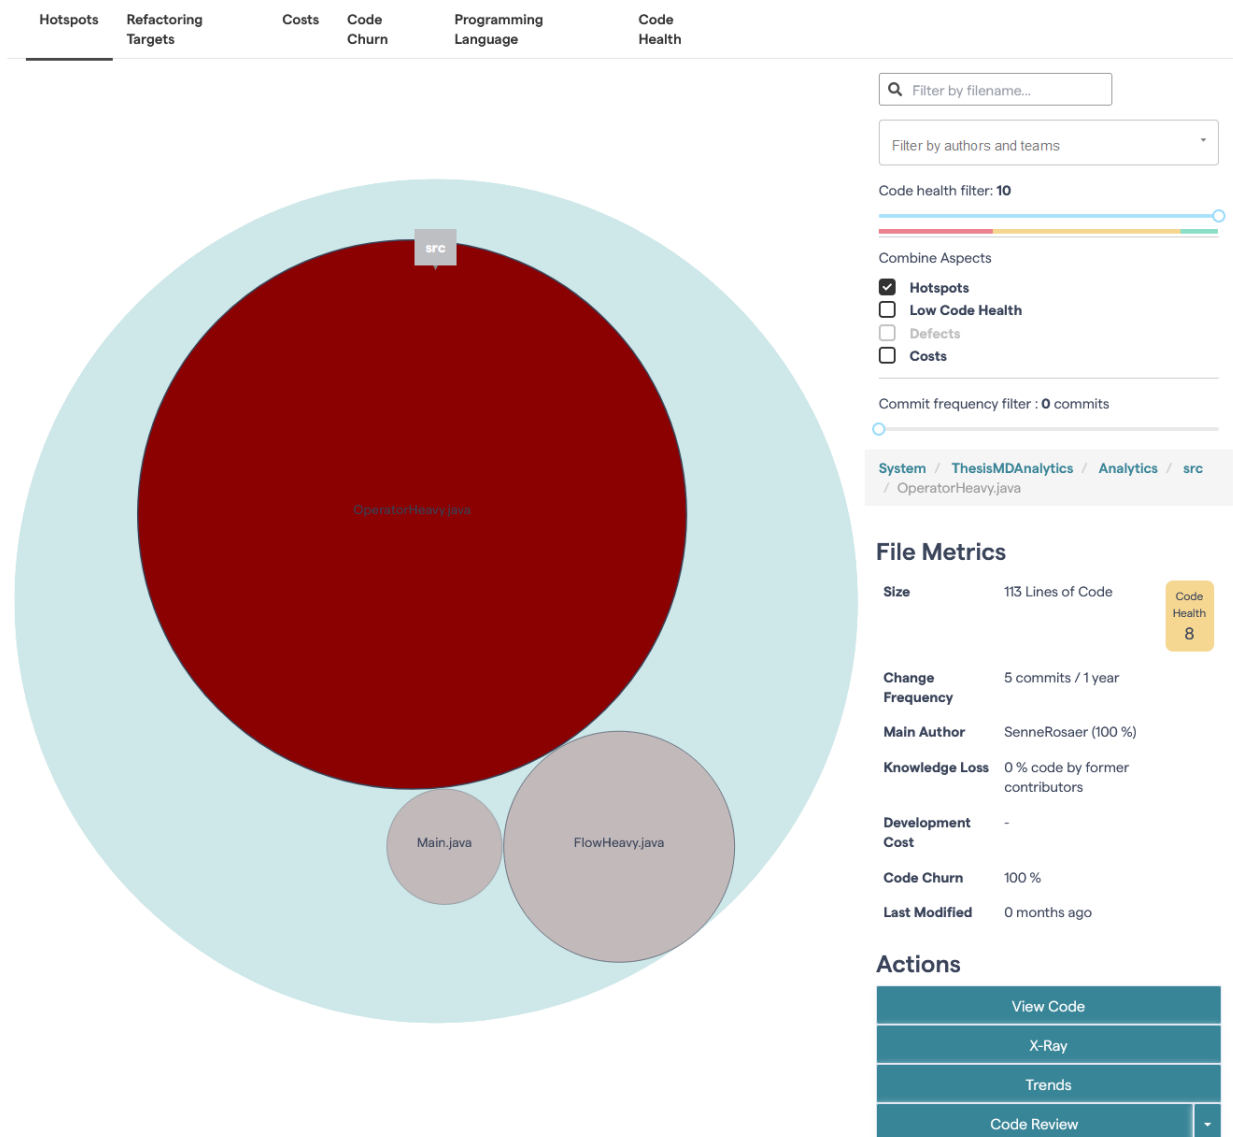 Hotspots
Refactoring
Targets
Costs
Code
Churn
Programming
Language
Code
Health
Filter by filename...
Filter by authors and teams
Code health filter: 10
Combine Aspects
Hotspots
Low Code Health
Defects
Costs
Commit frequency filter : 0 commits
System / ThesisMDAnalytics / Analytics / src
/ OperatorHeavy.java
src
OperatorHeavy.java
Main.java
FlowHeavy.java
File Metrics
Size 113 Lines of Code
Code
Health
8
Change
Frequency
5 commits / 1 year
Main Author SenneRosaer (100 %)
Knowledge Loss 0 % code by former
contributors
Development
Cost
-
Code Churn 100 %
Last Modified 0 months ago
Actions
View Code
X-Ray
Trends
Code Review